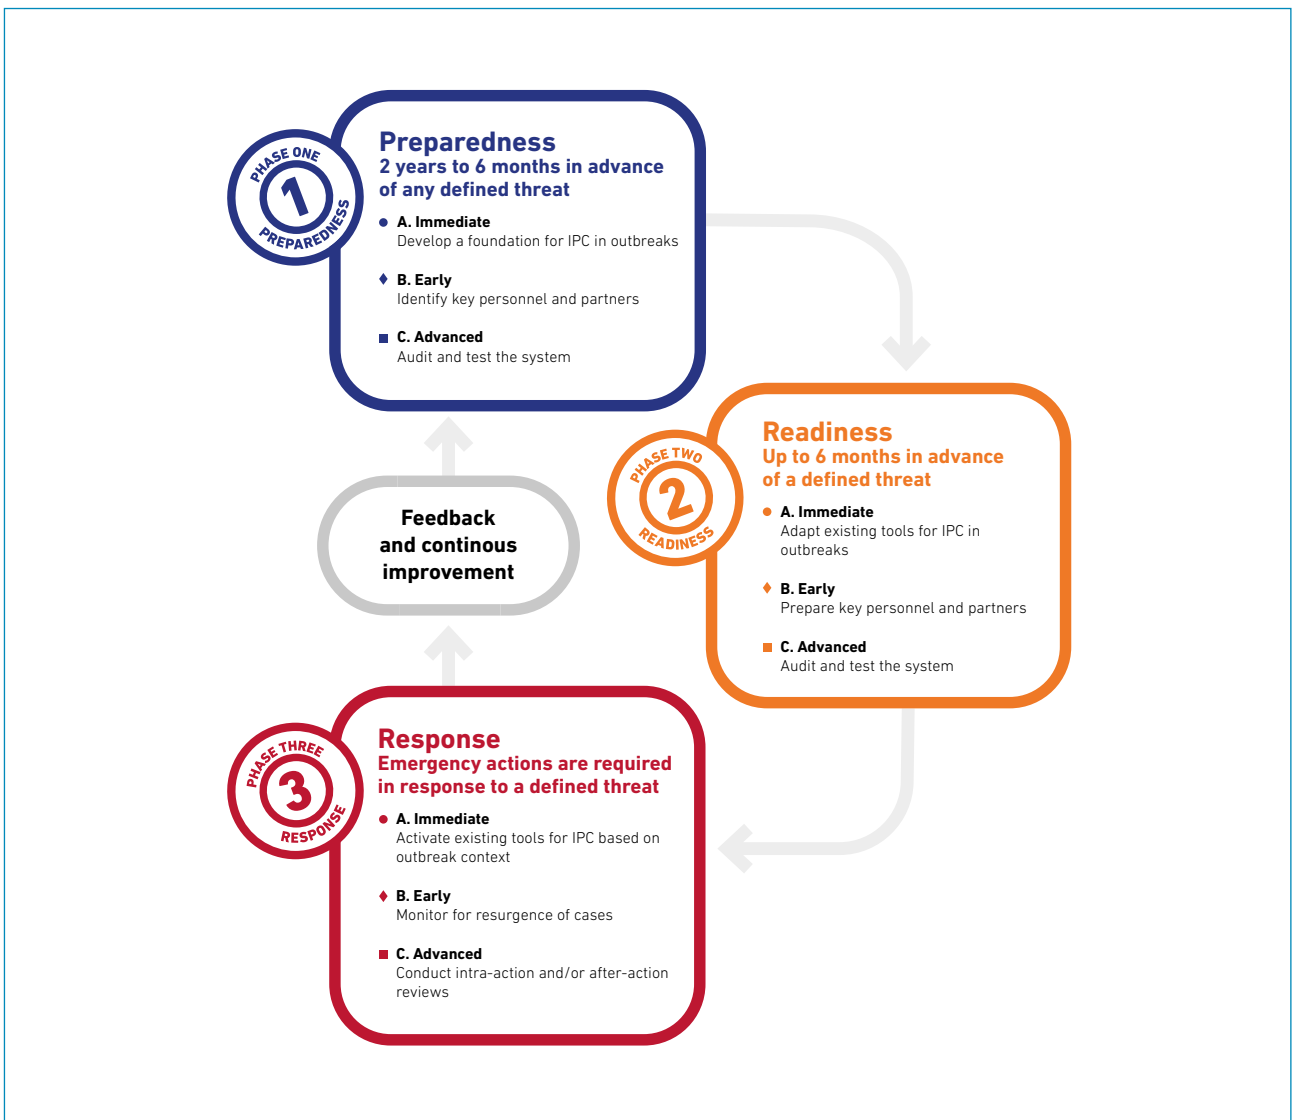 PHASE ONE
1
PREPAREDNESS
Preparedness
2 years to 6 months in advance
of any defined threat
A. Immediate
Develop a foundation for IPC in outbreaks
B. Early
Identify key personnel and partners
C. Advanced
Audit and test the system
PHASE TWO
2
READINESS
Readiness
Up to 6 months in advance
of a defined threat
A. Immediate
Adapt existing tools for IPC in
outbreaks
B. Early
Prepare key personnel and partners
C. Advanced
Audit and test the system
PHASE THREE
3
RESPONSE
Response
Emergency actions are required
in response to a defined threat
A. Immediate
Activate existing tools for IPC based on
outbreak context
B. Early
Monitor for resurgence of cases
C. Advanced
Conduct intra-action and/or after-action
reviews
Feedback
and continous
improvement